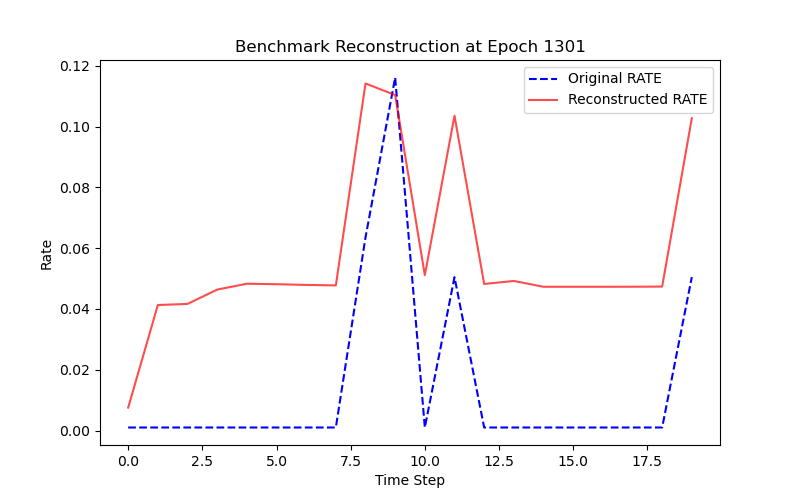 Benchmark Reconstruction at Epoch 1301
Original RATE
Reconstructed RATE
0.12
0.10
0.08
0.06
0.04
0.02
0.00
Rate
0.0 2.5 5.0 7.5 10.0 12.5 15.0 17.5
Time Step